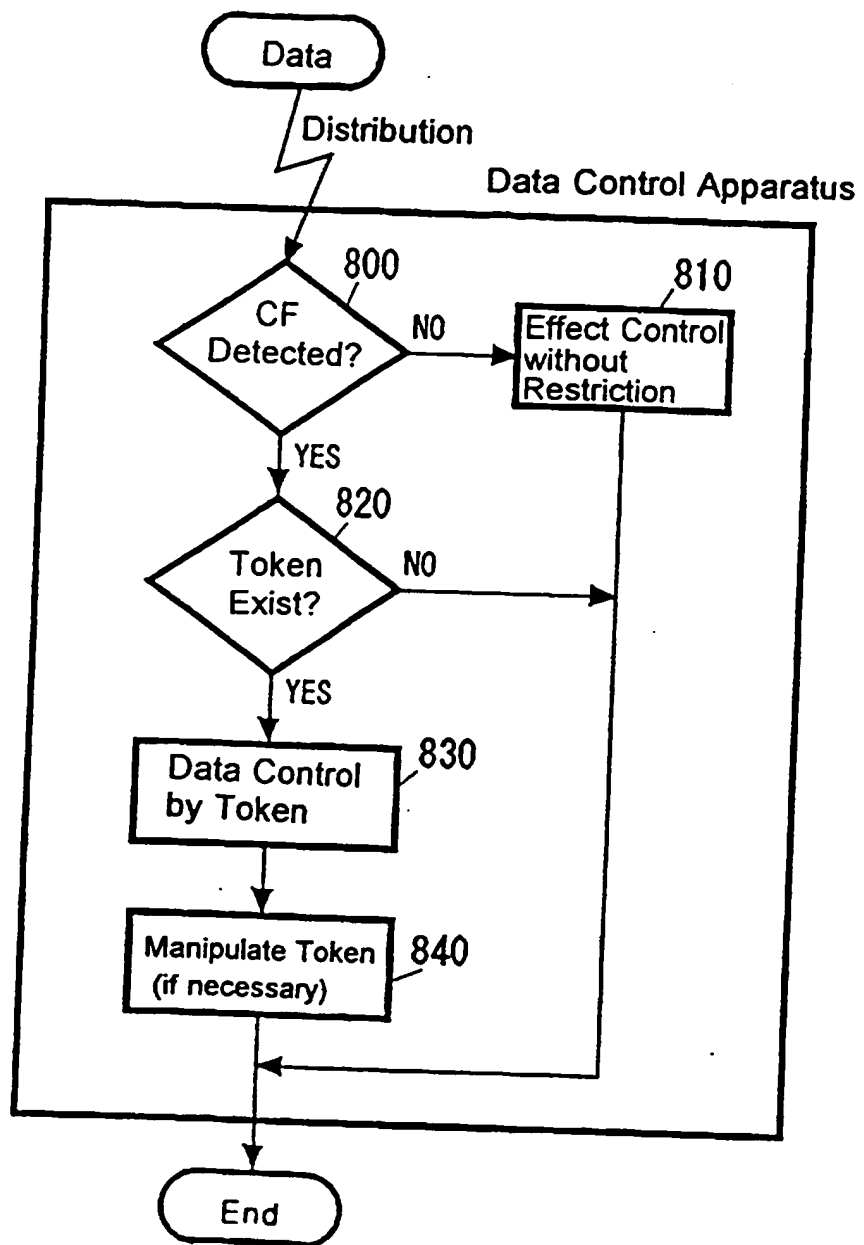 Data
Distribution
Data Control Apparatus
800
CF
Detected?
NO
810
Effect Control
without
Restriction
YES
820
Token
Exist?
NO
YES
830
Data Control
by Token
840
Manipulate Token
(if necessary)
End